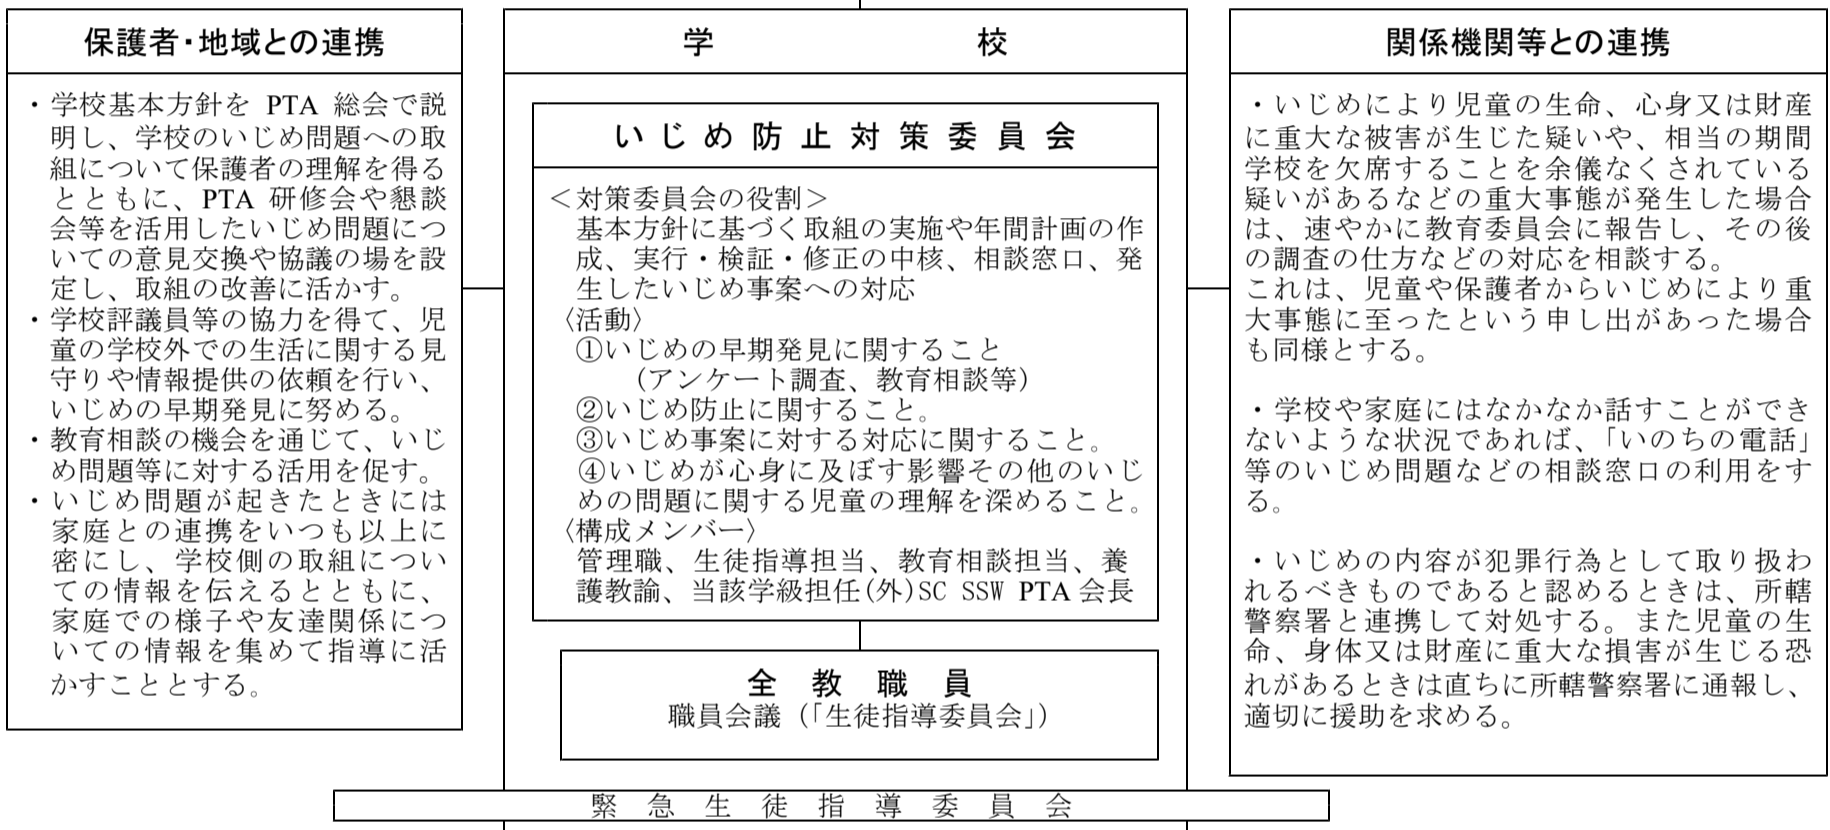 保護者・地域との連携
・学校基本方針を PTA 総会で説
明し、学校のいじめ問題への取
組について保護者の理解を得る
とともに、PTA 研修会や懇談
会等を活用したいじめ問題につ
いての意見交換や協議の場を設
定し、取組の改善に活かす。
・学校評議員等の協力を得て、児
童の学校外での生活に関する見
守りや情報提供の依頼を行い、
いじめの早期発見に努める。
・教育相談の機会を通じて、いじ
め問題等に対する活用を促す。
・いじめ問題が起きたときには
家庭との連携をいつも以上に
密にし、学校側の取組につい
ての情報を伝えるとともに、
家庭での様子や友達関係につ
いての情報を集めて指導に活
かすこととする。
学 校
いじめ防止対策委員会
＜対策委員会の役割＞
基本方針に基づく取組の実施や年間計画の作
成、実行・検証・修正の中核、相談窓口、発
生したいじめ事案への対応
〈活動〉
①いじめの早期発見に関すること
（アンケート調査、教育相談等）
②いじめ防止に関すること。
③いじめ事案に対する対応に関すること。
④いじめが心身に及ぼす影響その他のいじ
めの問題に関する児童の理解を深めること。
〈構成メンバー〉
管理職、生徒指導担当、教育相談担当、養
護教諭、当該学級担任(外)SC SSW PTA 会長
全教職員
職員会議（「生徒指導委員会」）
関係機関等との連携
・いじめにより児童の生命、心身又は財産
に重大な被害が生じた疑いや、相当の期間
学校を欠席することを余儀なくされている
疑いがあるなどの重大事態が発生した場合
は、速やかに教育委員会に報告し、その後
の調査の仕方などの対応を相談する。
これは、児童や保護者からいじめにより重
大事態に至ったという申し出があった場合
も同様とする。
・学校や家庭にはなかなか話すことができ
ないような状況であれば、「いのちの電話」
等のいじめ問題などの相談窓口の利用をす
る。
・いじめの内容が犯罪行為として取り扱わ
れるべきものであると認めるときは、所轄
警察署と連携して対処する。また児童の生
命、身体又は財産に重大な損害が生じる恐
れがあるときは直ちに所轄警察署に通報し、
適切に援助を求める。
緊急生徒指導委員会